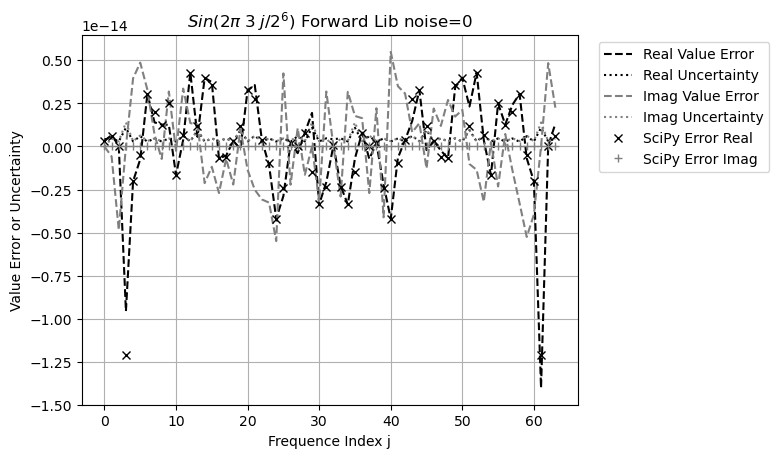 Sin(2π 3 j/2⁶) Forward Lib noise=0
1e−14
0.50
0.25
0.00
−0.25
−0.50
−0.75
−1.00
−1.25
−1.50
Value Error or Uncertainty
0 10 20 30 40 50 60
Frequence Index j
Real Value Error
Real Uncertainty
Imag Value Error
Imag Uncertainty
SciPy Error Real
SciPy Error Imag